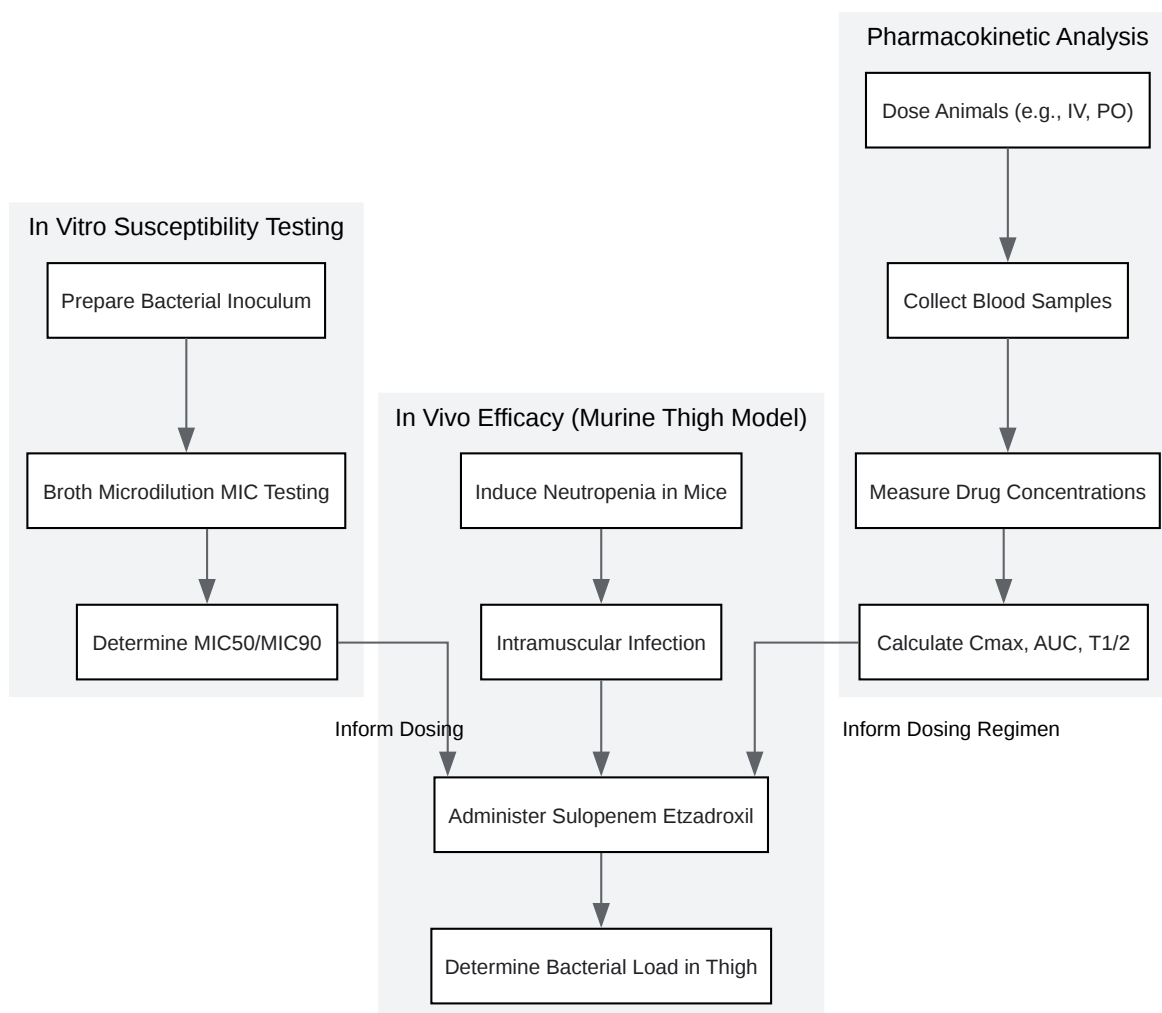 Pharmacokinetic Analysis
Dose Animals (e.g., IV, PO)
Collect Blood Samples
Measure Drug Concentrations
Calculate Cmax, AUC, T1/2
Inform Dosing Regimen
In Vitro Susceptibility Testing
Prepare Bacterial Inoculum
Broth Microdilution MIC Testing
Determine MIC50/MIC90
Inform Dosing
In Vivo Efficacy (Murine Thigh Model)
Induce Neutropenia in Mice
Intramuscular Infection
Administer Sulopenem Etzadroxil
Determine Bacterial Load in Thigh